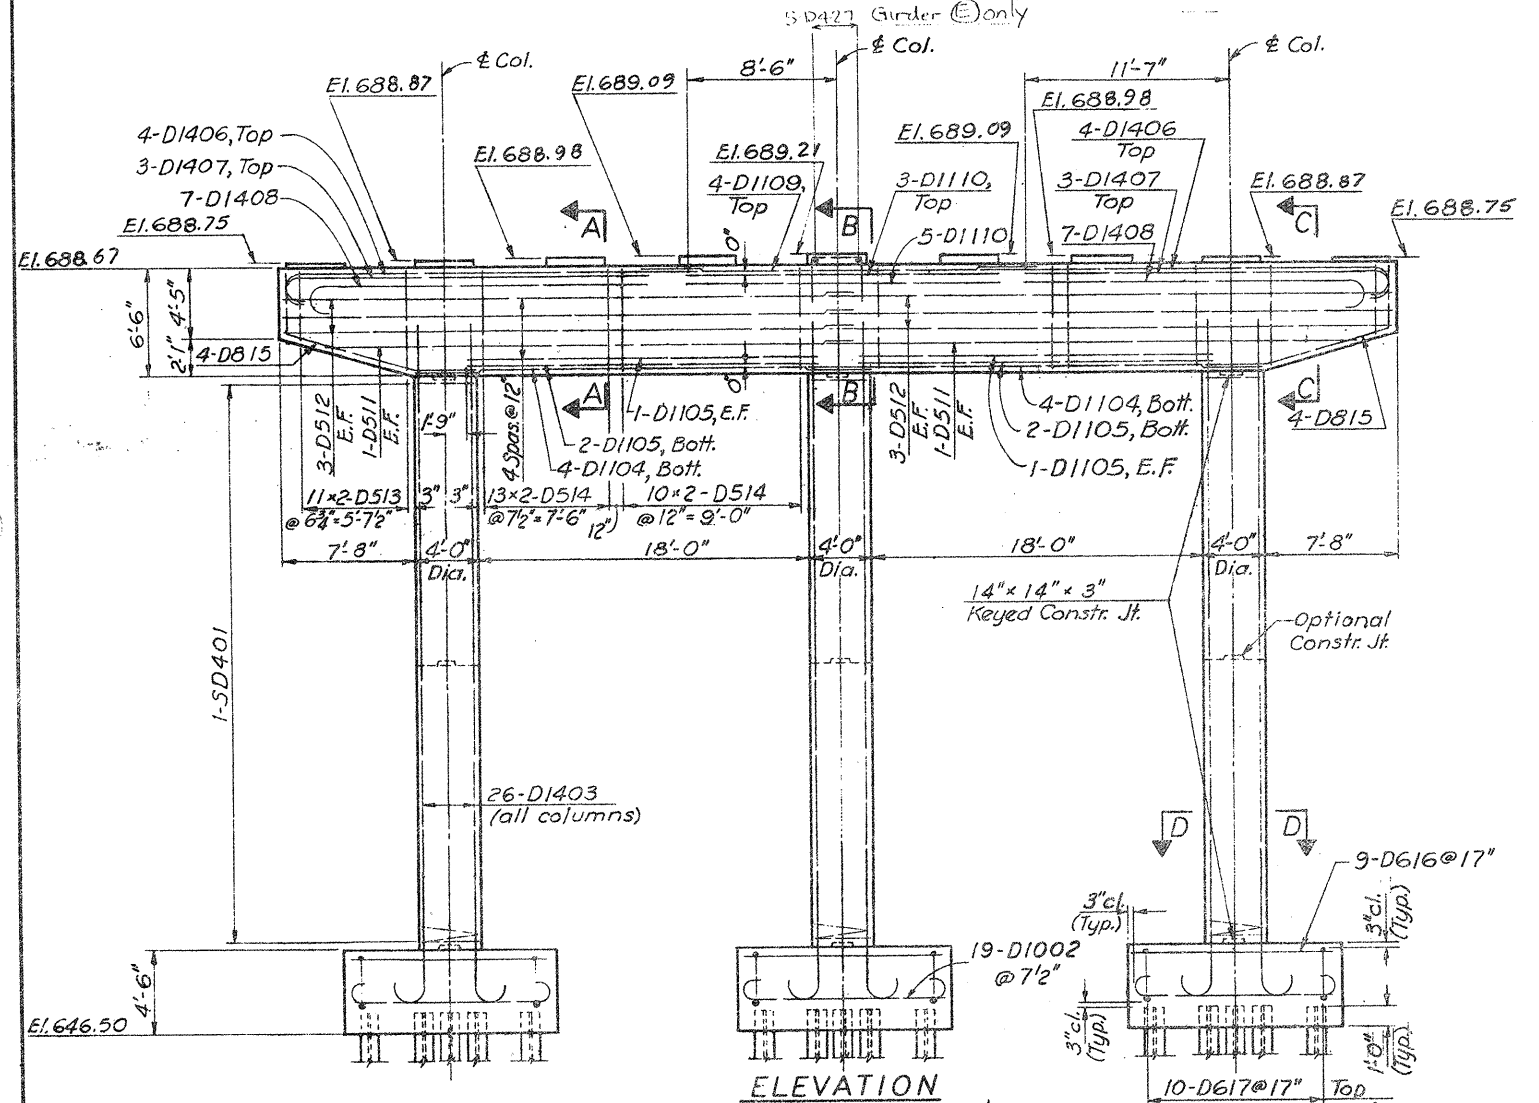 5-D427 Girder (E) only
℄ Col.
℄ Col.
℄ Col.
8'-6"
11'-7"
El. 688.87
El. 689.09
El. 688.98
4-D1406, Top
3-D1407, Top
7-D1408
El. 688.75
El. 688.98
El. 689.21
4-D1109,
Top
El. 689.09
3-D1110,
Top
5-D1110
4-D1406
Top
3-D1407
Top
7-D1408
El. 688.87
El. 688.75
A
B
C
El. 688.67
6'-6"
4'-5"
2'-1"
4-D815
0"
0"
A
B
C
3-D512
E.F.
1-D511
E.F.
1'-9"
4 Spas.@12"
1-D1105, E.F.
2-D1105, Bott.
4-D1104, Bott.
3-D512
E.F.
1-D511
E.F.
4-D1104, Bott.
2-D1105, Bott.
1-D1105, E.F.
4-D815
11×2-D513
@ 6¾"=5'-7½"
3" 3"
13×2-D514
@7½"=7'-6"
12"
10×2-D514
@12"=9'-0"
7'-8"
4'-0"
Dia.
18'-0"
4'-0"
Dia.
18'-0"
4'-0"
Dia.
7'-8"
14"×14"×3"
Keyed Constr. Jt.
Optional
Constr. Jt.
1-SD401
26-D1403
(all columns)
D D
9-D616@17"
3"cl.
(Typ.)
3"cl.
(Typ.)
19-D1002
@ 7½"
4'-6"
El. 646.50
3"cl.
(Typ.)
1'-0"
(Typ.)
10-D617@17" Top
ELEVATION